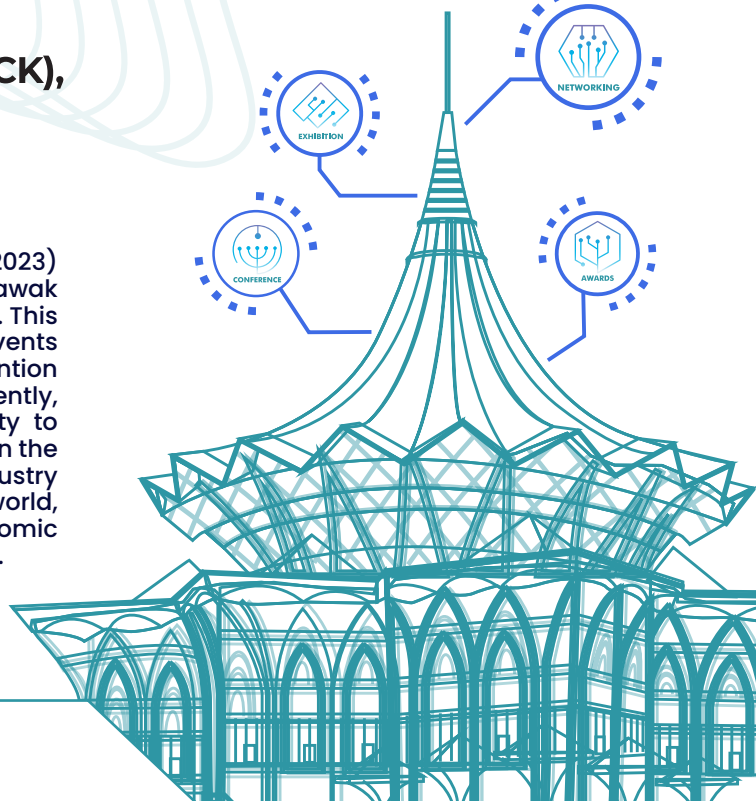 CK),
2023)
awak
. This
vents
ntion
ently,
ty to
n the
ustry
world,
omic
.
NETWORKING
EXHIBITION
CONFERENCE
AWARDS